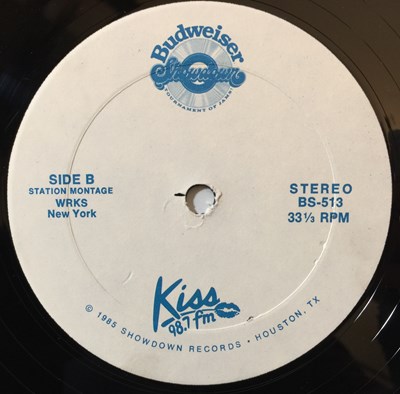 Budweiser
Showdown
TOURNAMENT OF JAMS
SIDE B
STATION MONTAGE
WRKS
New York
STEREO
BS-513
33⅓ RPM
Kiss
98.7 fm
© 1985 SHOWDOWN RECORDS • HOUSTON, TX